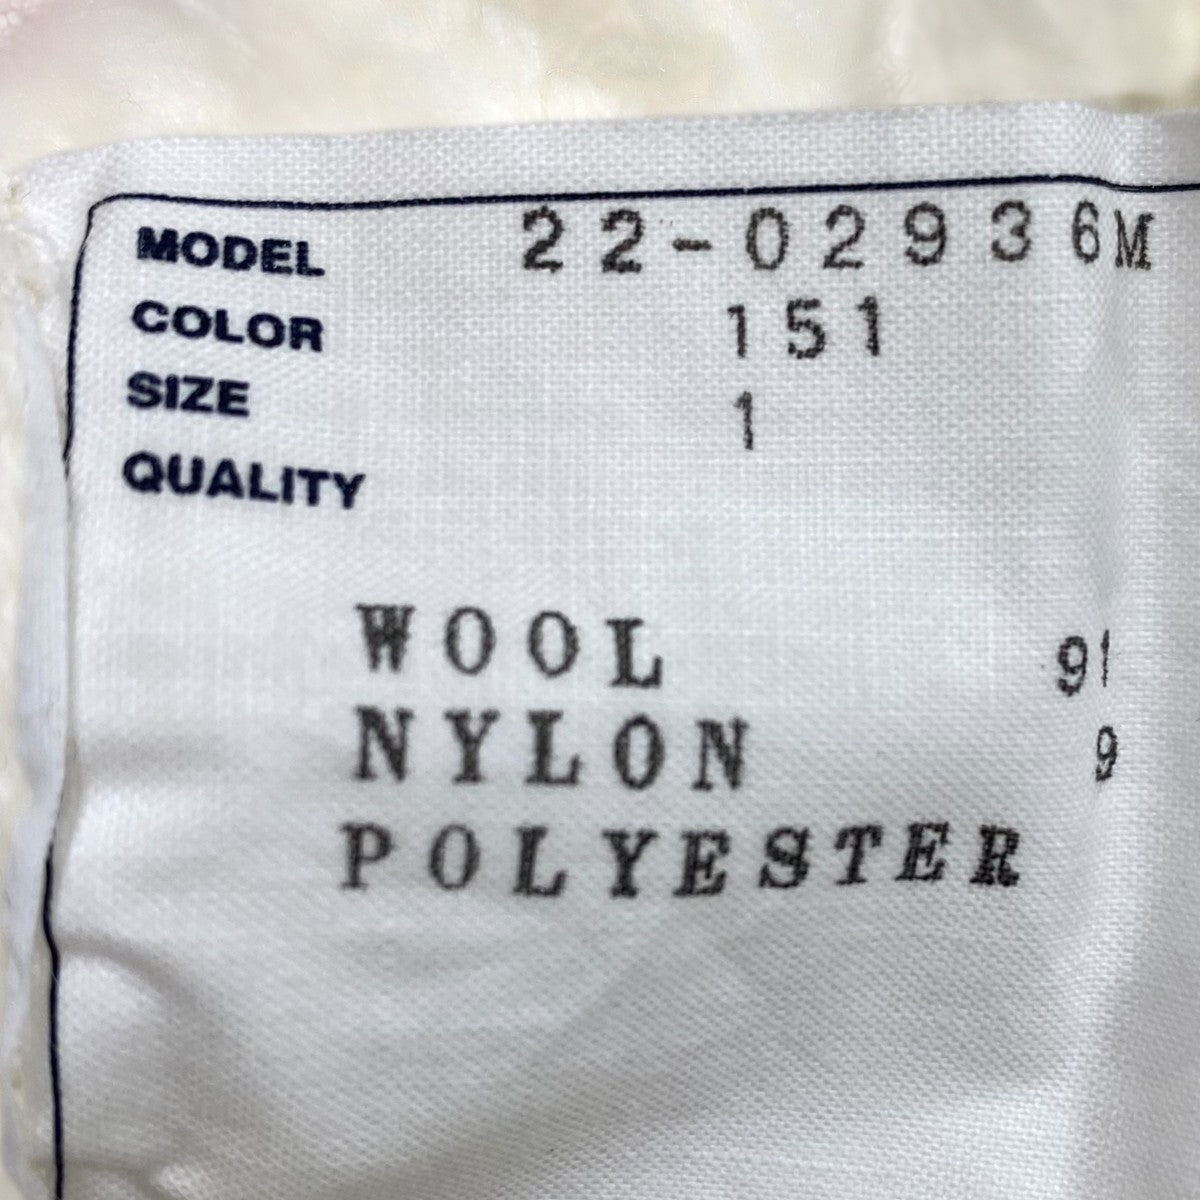 MODEL 22-02936M
COLOR 151
SIZE 1
QUALITY
WOOL 91
NYLON 9
POLYESTER